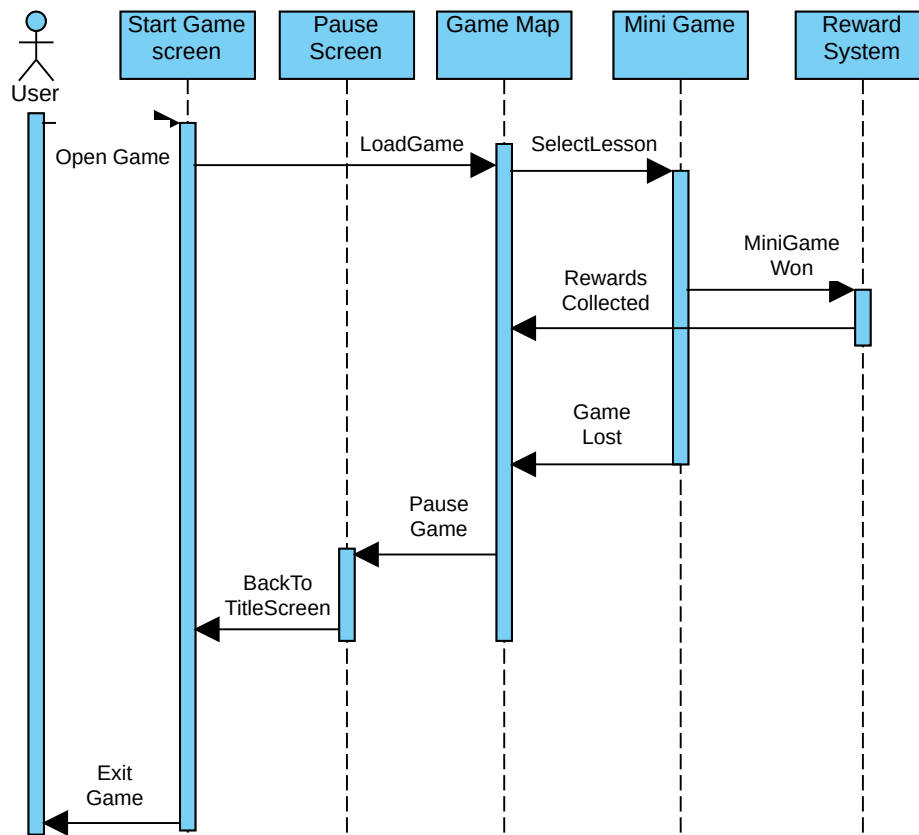 Start Game
screen
Pause
Screen
Game Map
Mini Game
Reward
System
User
Open Game
LoadGame
SelectLesson
MiniGame
Won
Rewards
Collected
Game
Lost
Pause
Game
BackTo
TitleScreen
Exit
Game